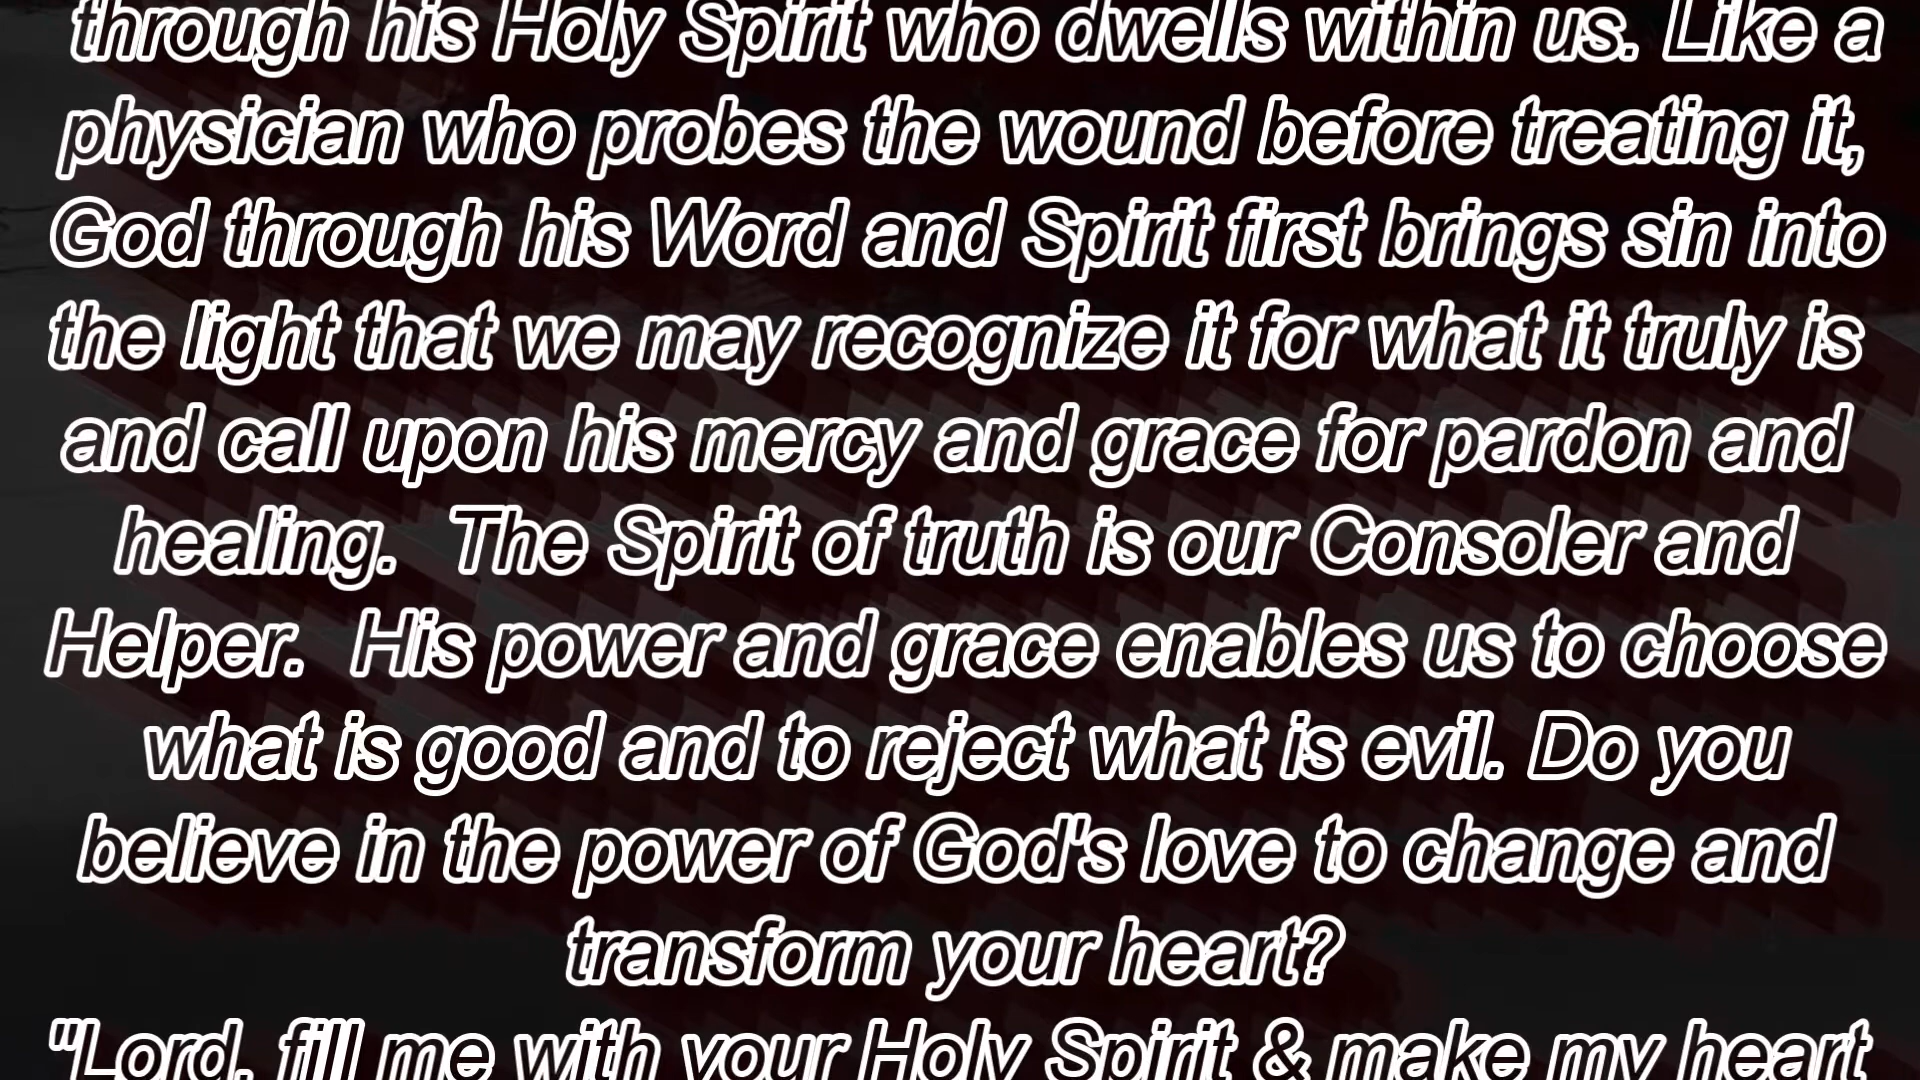 through his Holy Spirit who dwells within us. Like a
physician who probes the wound before treating it,
God through his Word and Spirit first brings sin into
the light that we may recognize it for what it truly is
and call upon his mercy and grace for pardon and
healing.  The Spirit of truth is our Consoler and
Helper.  His power and grace enables us to choose
what is good and to reject what is evil. Do you
believe in the power of God's love to change and
transform your heart?
"Lord, fill me with your Holy Spirit & make my heart